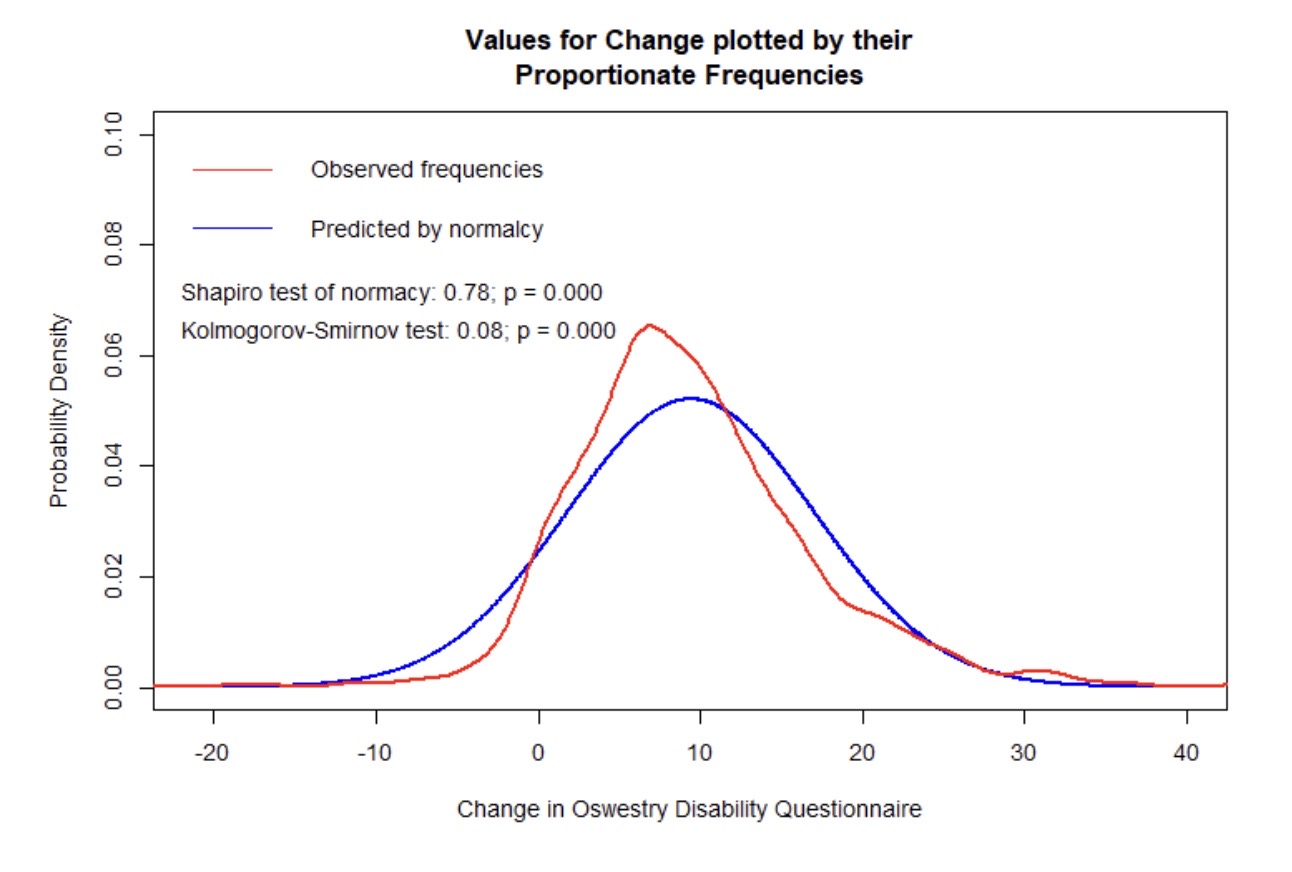 Values for Change plotted by their
Proportionate Frequencies
0.10
0.08
0.06
0.04
0.02
0.00
Probability Density
Observed frequencies
Predicted by normalcy
Shapiro test of normacy: 0.78; p = 0.000
Kolmogorov-Smirnov test: 0.08; p = 0.000
-20 -10 0 10 20 30 40
Change in Oswestry Disability Questionnaire